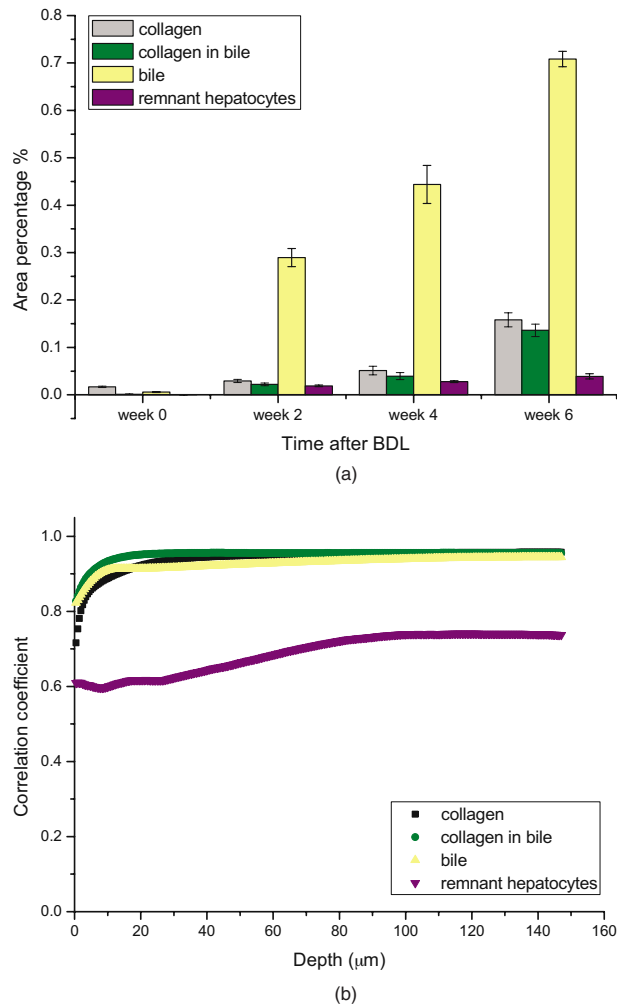 collagen
collagen in bile
bile
remnant hepatocytes
Area percentage %
0.8
0.7
0.6
0.5
0.4
0.3
0.2
0.1
0.0
week 0 week 2 week 4 week 6
Time after BDL
(a)
Correlation coefficient
1.0
0.8
0.6
0.4
0.2
0.0
collagen
collagen in bile
bile
remnant hepatocytes
0 20 40 60 80 100 120 140 160
Depth (μm)
(b)